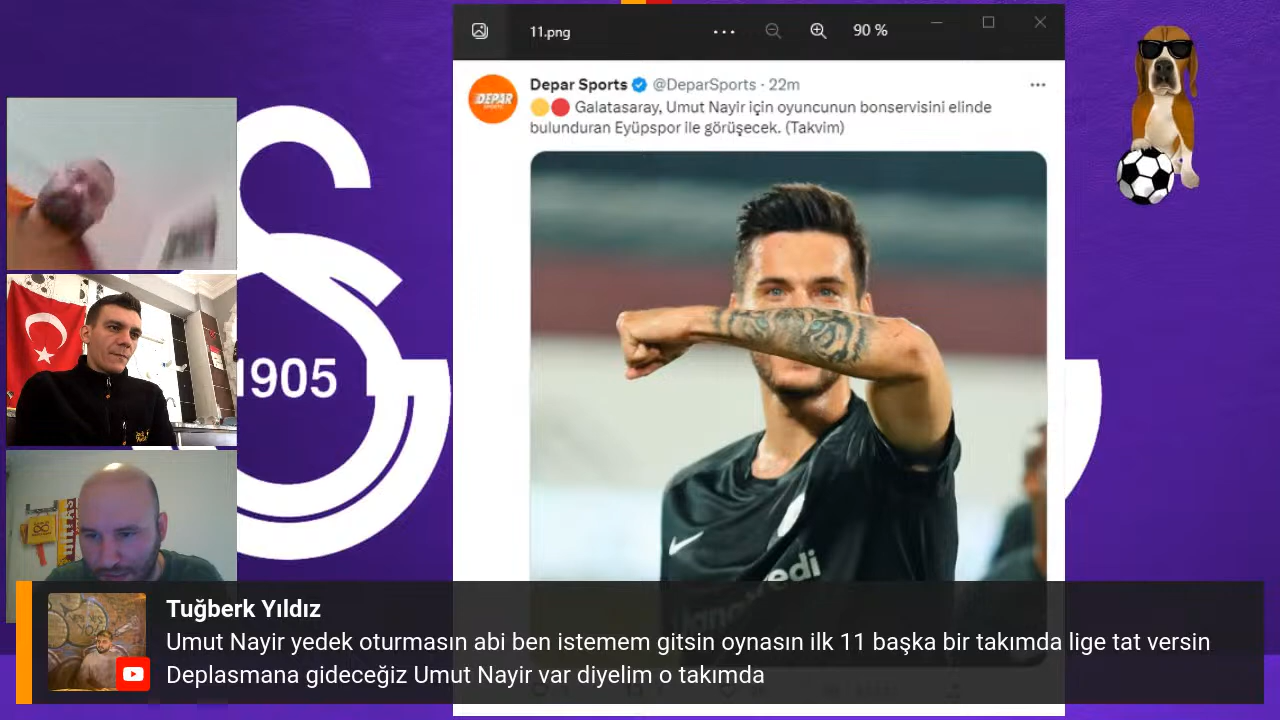 11.png
90 %
DEPAR
SPORTS
Depar Sports @DeparSports · 22m
Galatasaray, Umut Nayir için oyuncunun bonservisini elinde
bulunduran Eyüpspor ile görüşecek. (Takvim)
1905
Tuğberk Yıldız
Umut Nayir yedek oturmasın abi ben istemem gitsin oynasın ilk 11 başka bir takımda lige tat versin
Deplasmana gideceğiz Umut Nayir var diyelim o takımda